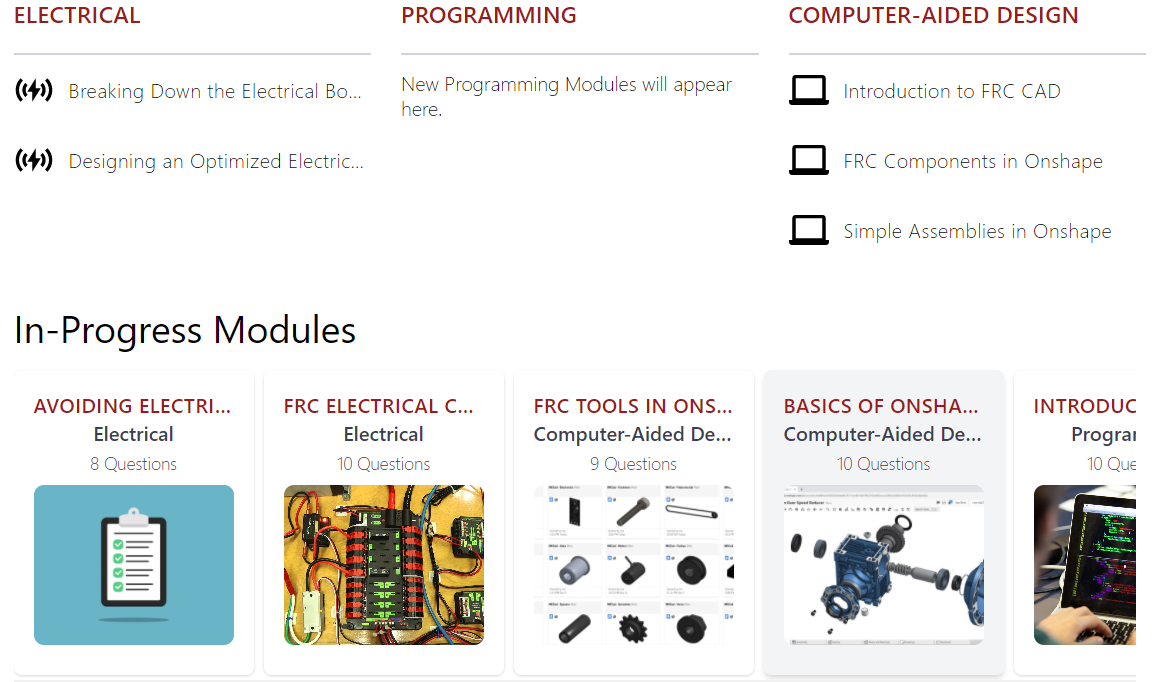 ELECTRICAL
Breaking Down the Electrical Bo...
Designing an Optimized Electric...
PROGRAMMING
New Programming Modules will appear
here.
COMPUTER-AIDED DESIGN
Introduction to FRC CAD
FRC Components in Onshape
Simple Assemblies in Onshape
In-Progress Modules
AVOIDING ELECTRI...
Electrical
8 Questions
FRC ELECTRICAL C...
Electrical
10 Questions
FRC TOOLS IN ONS...
Computer-Aided De...
9 Questions
BASICS OF ONSHA...
Computer-Aided De...
10 Questions
INTRODUC
Prograr
10 Que